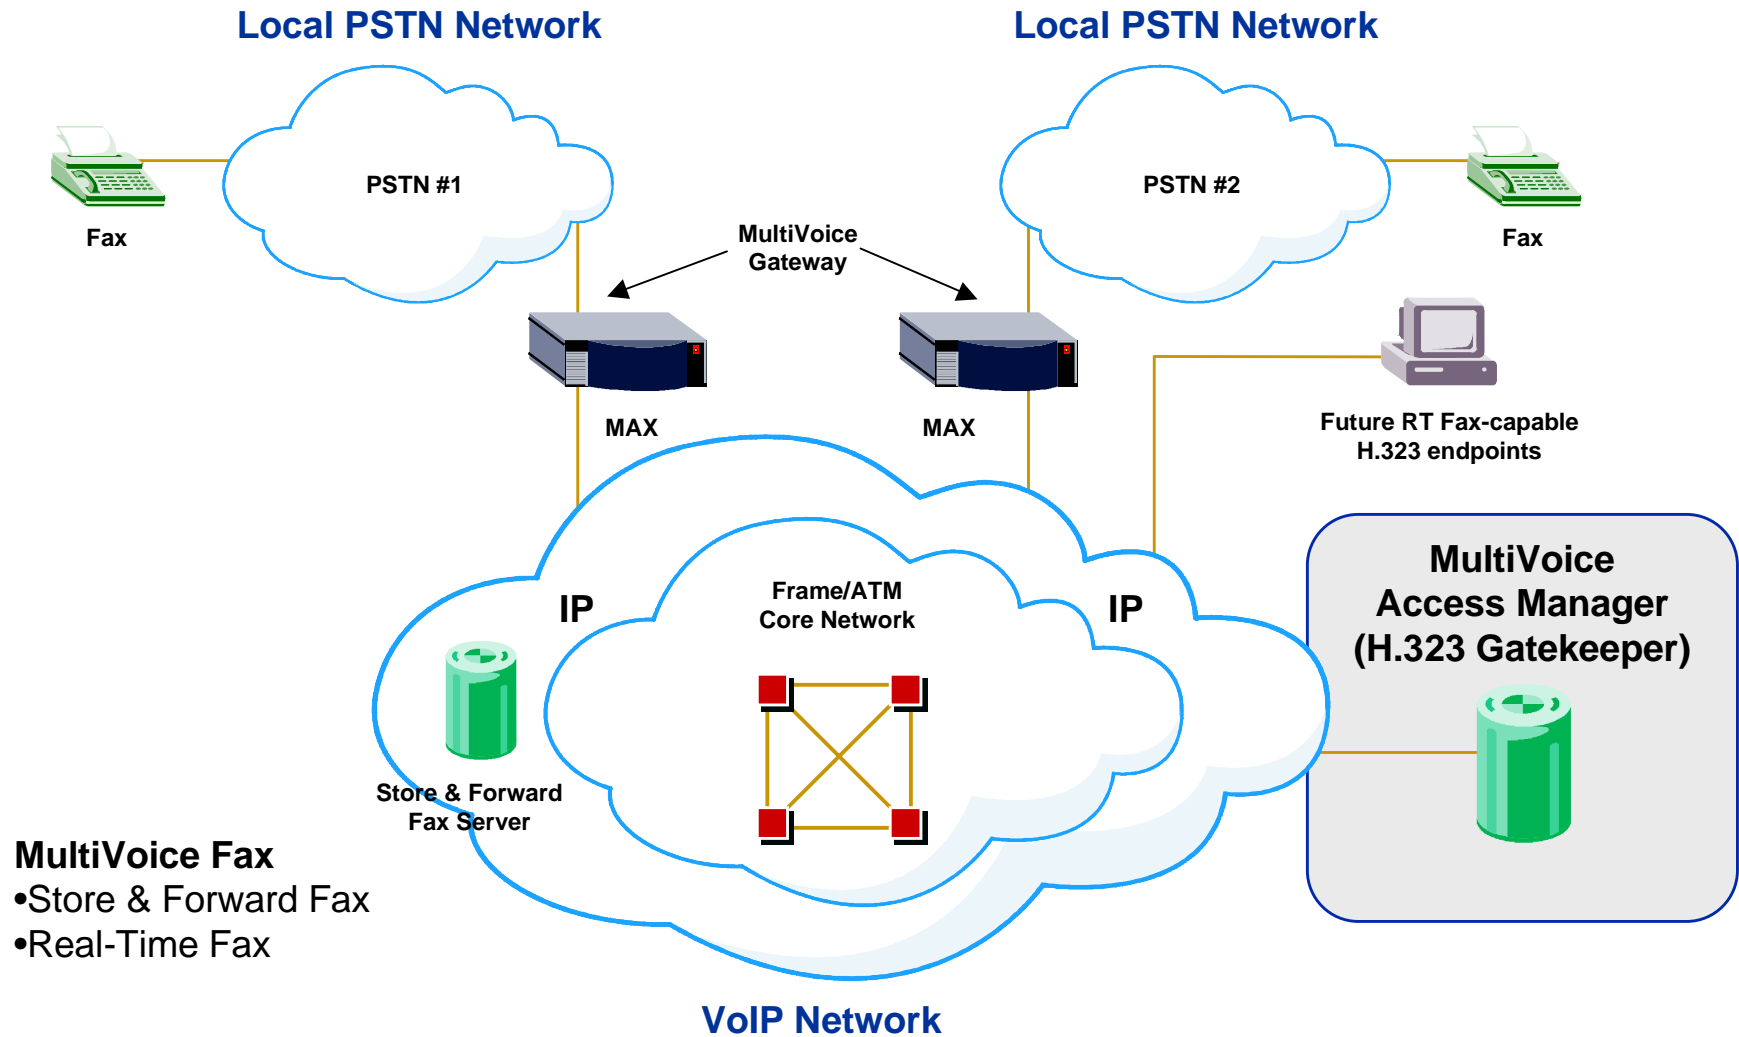 Local PSTN Network
Local PSTN Network
PSTN #1
PSTN #2
Fax
Fax
MultiVoice
Gateway
MAX
MAX
Future RT Fax-capable
H.323 endpoints
MultiVoice
Access Manager
(H.323 Gatekeeper)
IP
Frame/ATM
Core Network
IP
Store & Forward
Fax Server
MultiVoice Fax
•Store & Forward Fax
•Real-Time Fax
VoIP Network